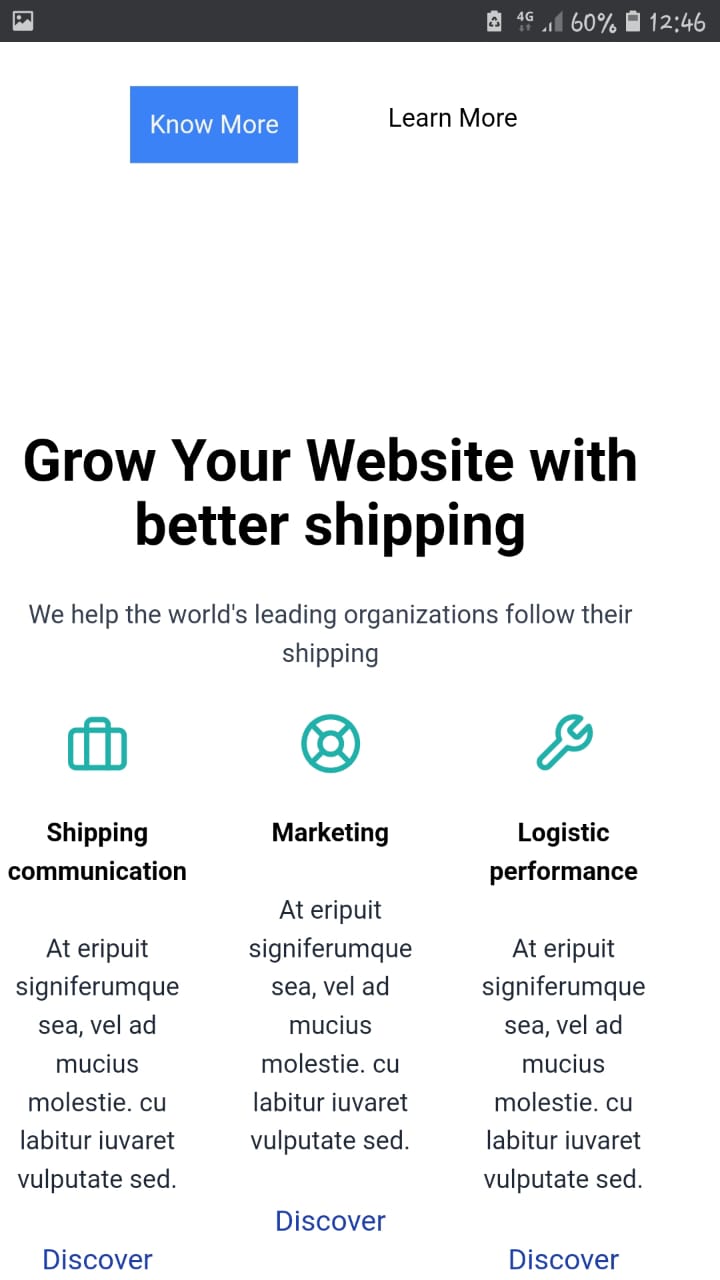 4G 60% 12:46
Know More
Learn More
Grow Your Website with
better shipping
We help the world's leading organizations follow their
shipping
Shipping
communication
At eripuit
signiferumque
sea, vel ad
mucius
molestie. cu
labitur iuvaret
vulputate sed.
Discover
Marketing
At eripuit
signiferumque
sea, vel ad
mucius
molestie. cu
labitur iuvaret
vulputate sed.
Discover
Logistic
performance
At eripuit
signiferumque
sea, vel ad
mucius
molestie. cu
labitur iuvaret
vulputate sed.
Discover